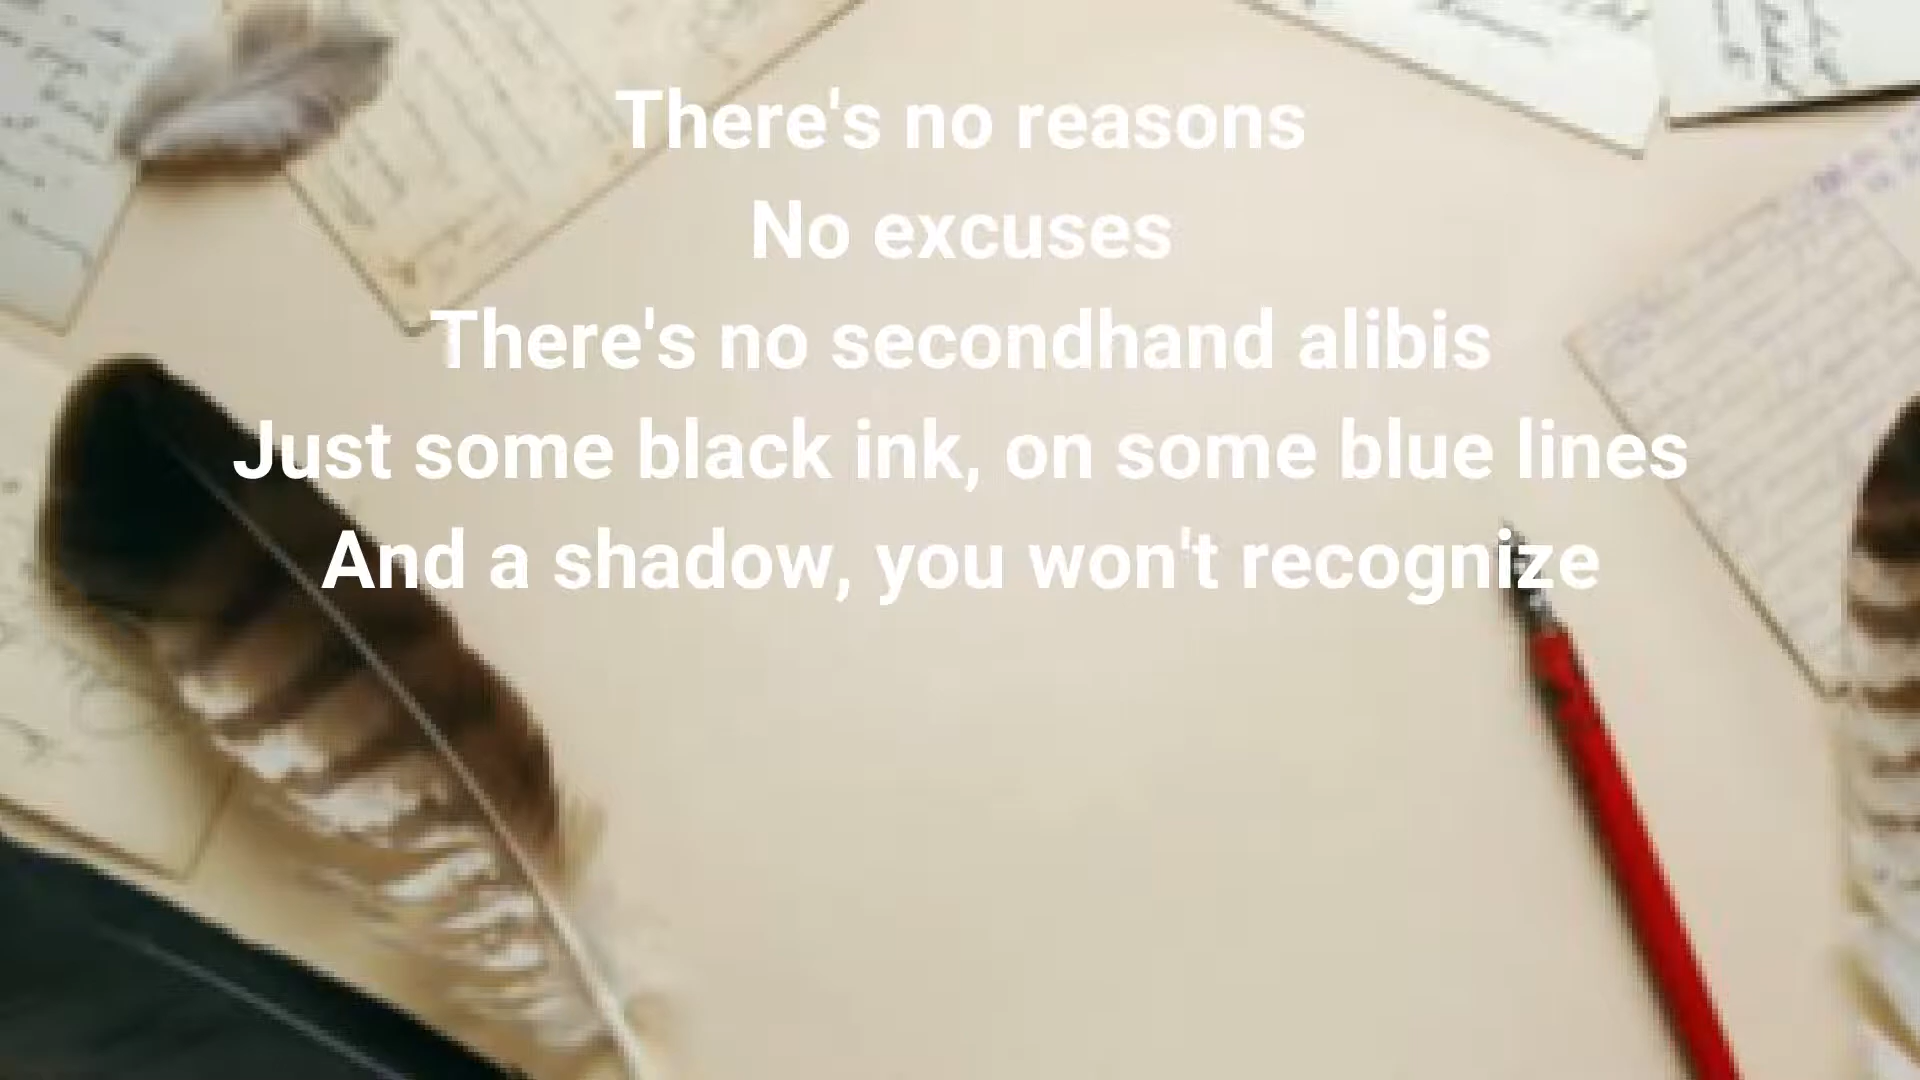 There's no reasons
No excuses
There's no secondhand alibis
Just some black ink, on some blue lines
And a shadow, you won't recognize